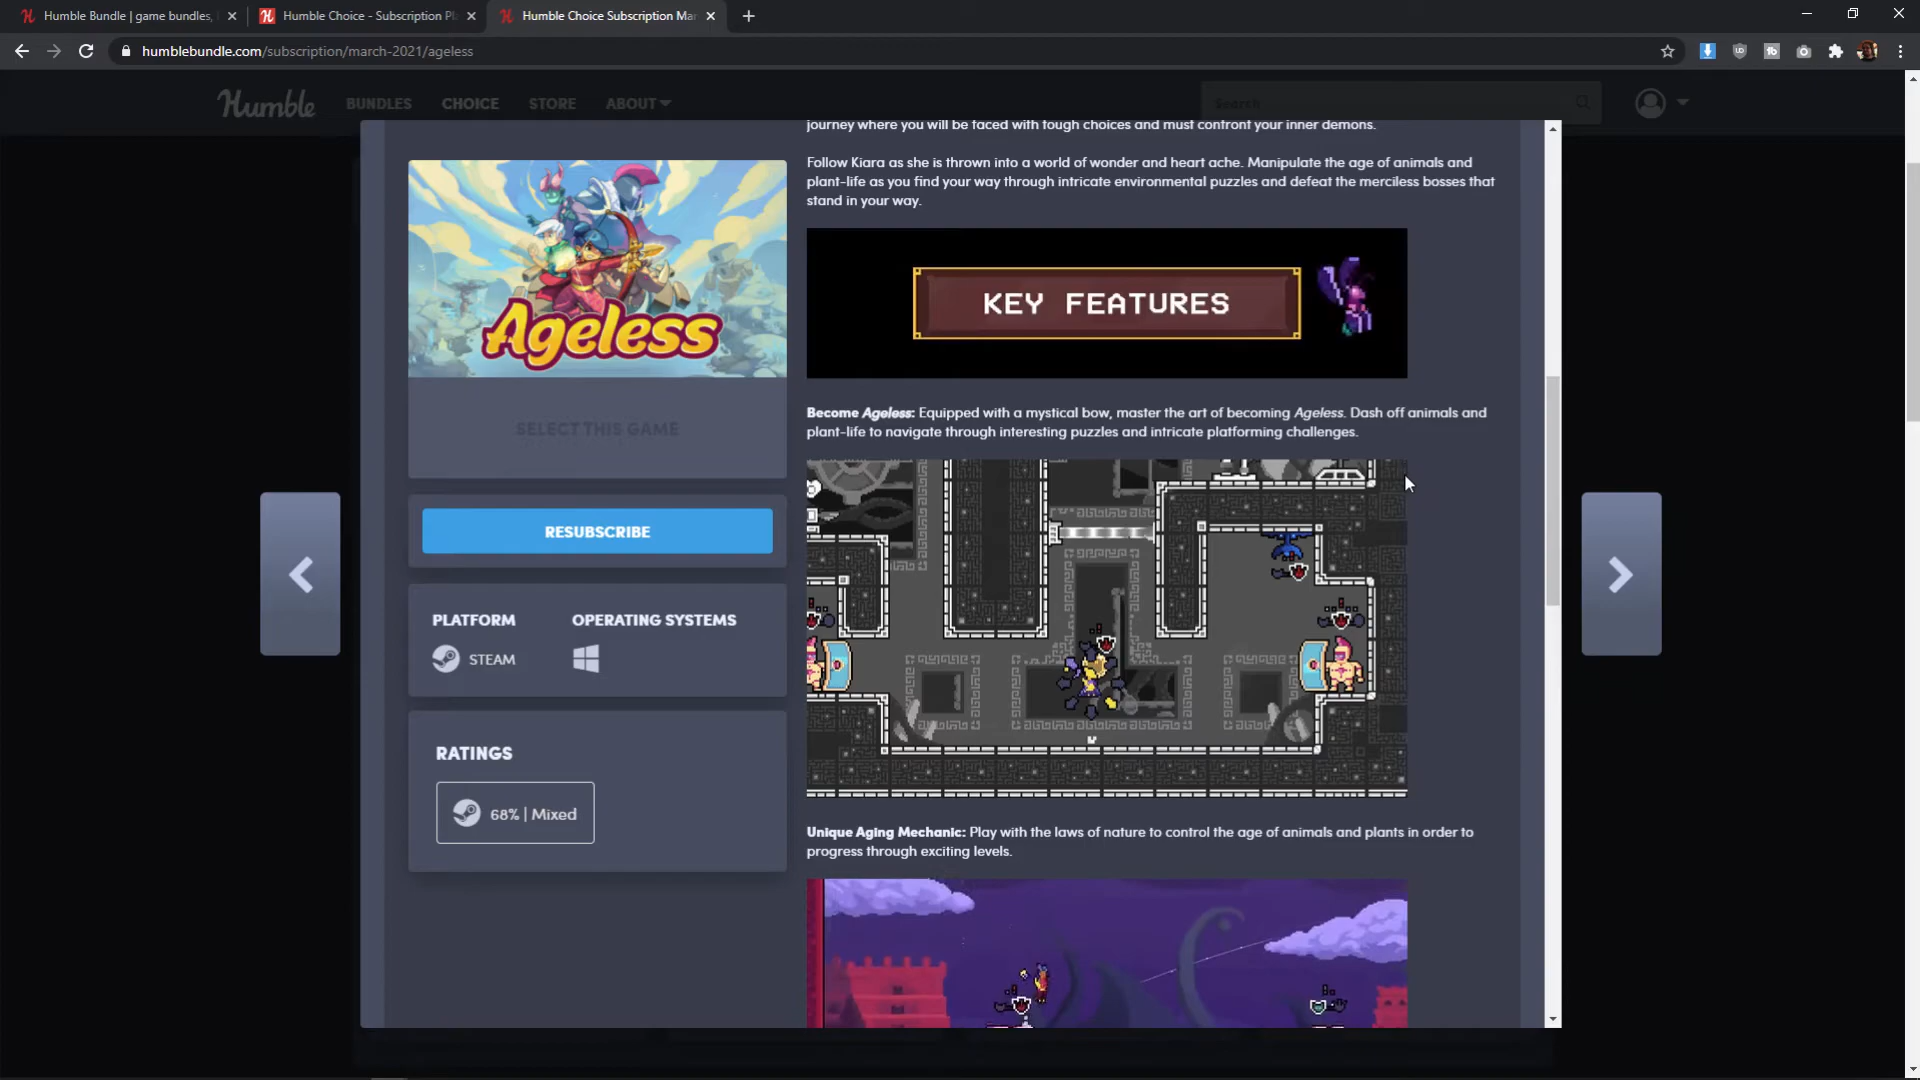 Humble Bundle | game bundles,
Humble Choice - Subscription Pl
Humble Choice Subscription Mar
humblebundle.com/subscription/march-2021/ageless
Humble
BUNDLES
CHOICE
STORE
ABOUT
Search
journey where you will be faced with tough choices and must confront your inner demons.
Follow Kiara as she is thrown into a world of wonder and heart ache. Manipulate the age of animals and
plant-life as you find your way through intricate environmental puzzles and defeat the merciless bosses that
stand in your way.
Ageless
KEY FEATURES
SELECT THIS GAME
Become Ageless: Equipped with a mystical bow, master the art of becoming Ageless. Dash off animals and
plant-life to navigate through interesting puzzles and intricate platforming challenges.
RESUBSCRIBE
PLATFORM
OPERATING SYSTEMS
STEAM
RATINGS
68% | Mixed
Unique Aging Mechanic: Play with the laws of nature to control the age of animals and plants in order to
progress through exciting levels.